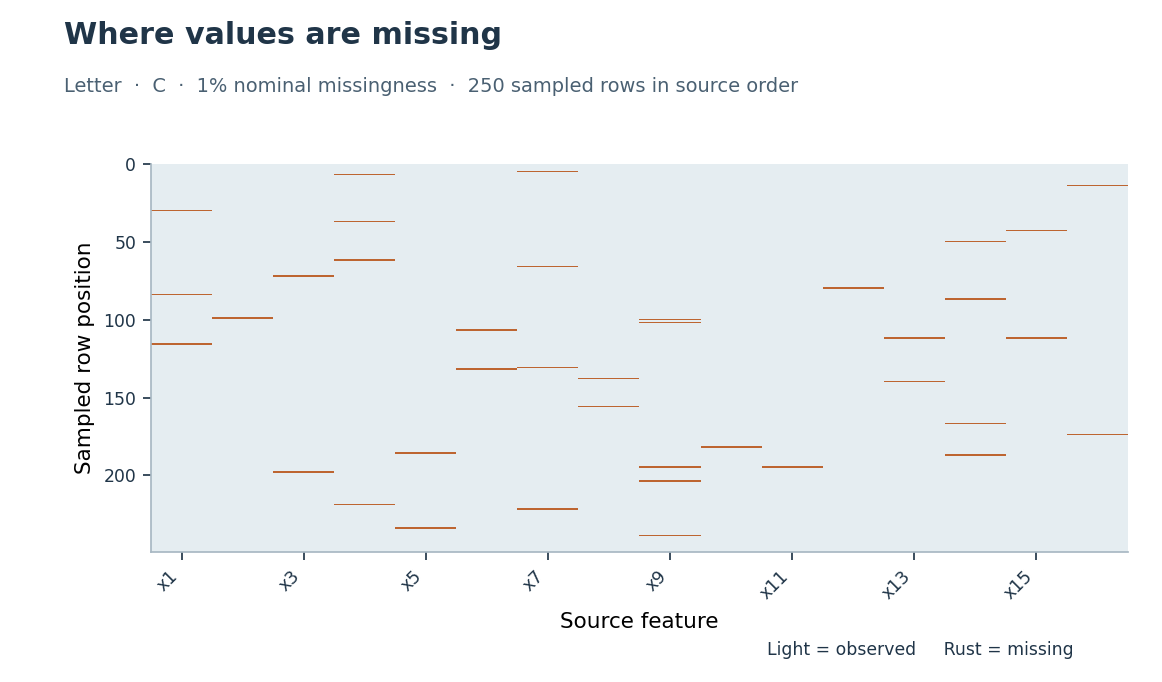 Where values are missing
Letter · C · 1% nominal missingness · 250 sampled rows in source order
0
50
100
150
200
Sampled row position
x1
x3
x5
x7
x9
x11
x13
x15
Source feature
Light = observed Rust = missing